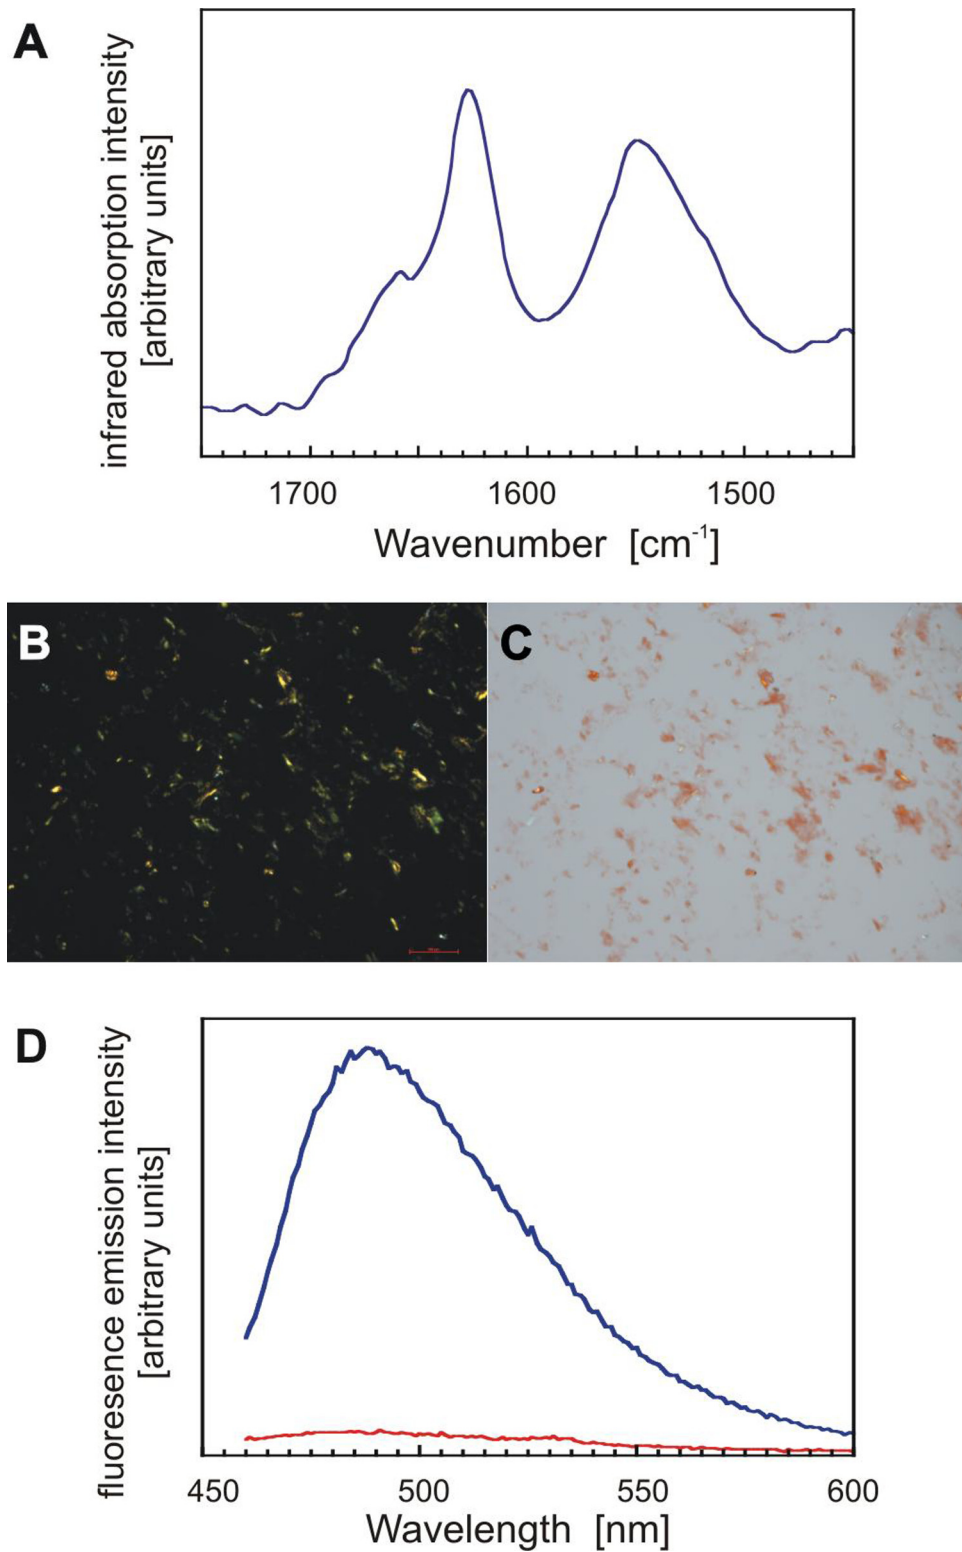 A
infrared absorption intensity
[arbitrary units]
1700
1600
1500
Wavenumber [cm-1]
B
C
D
fluoresence emission intensity
[arbitrary units]
450
500
550
600
Wavelength [nm]